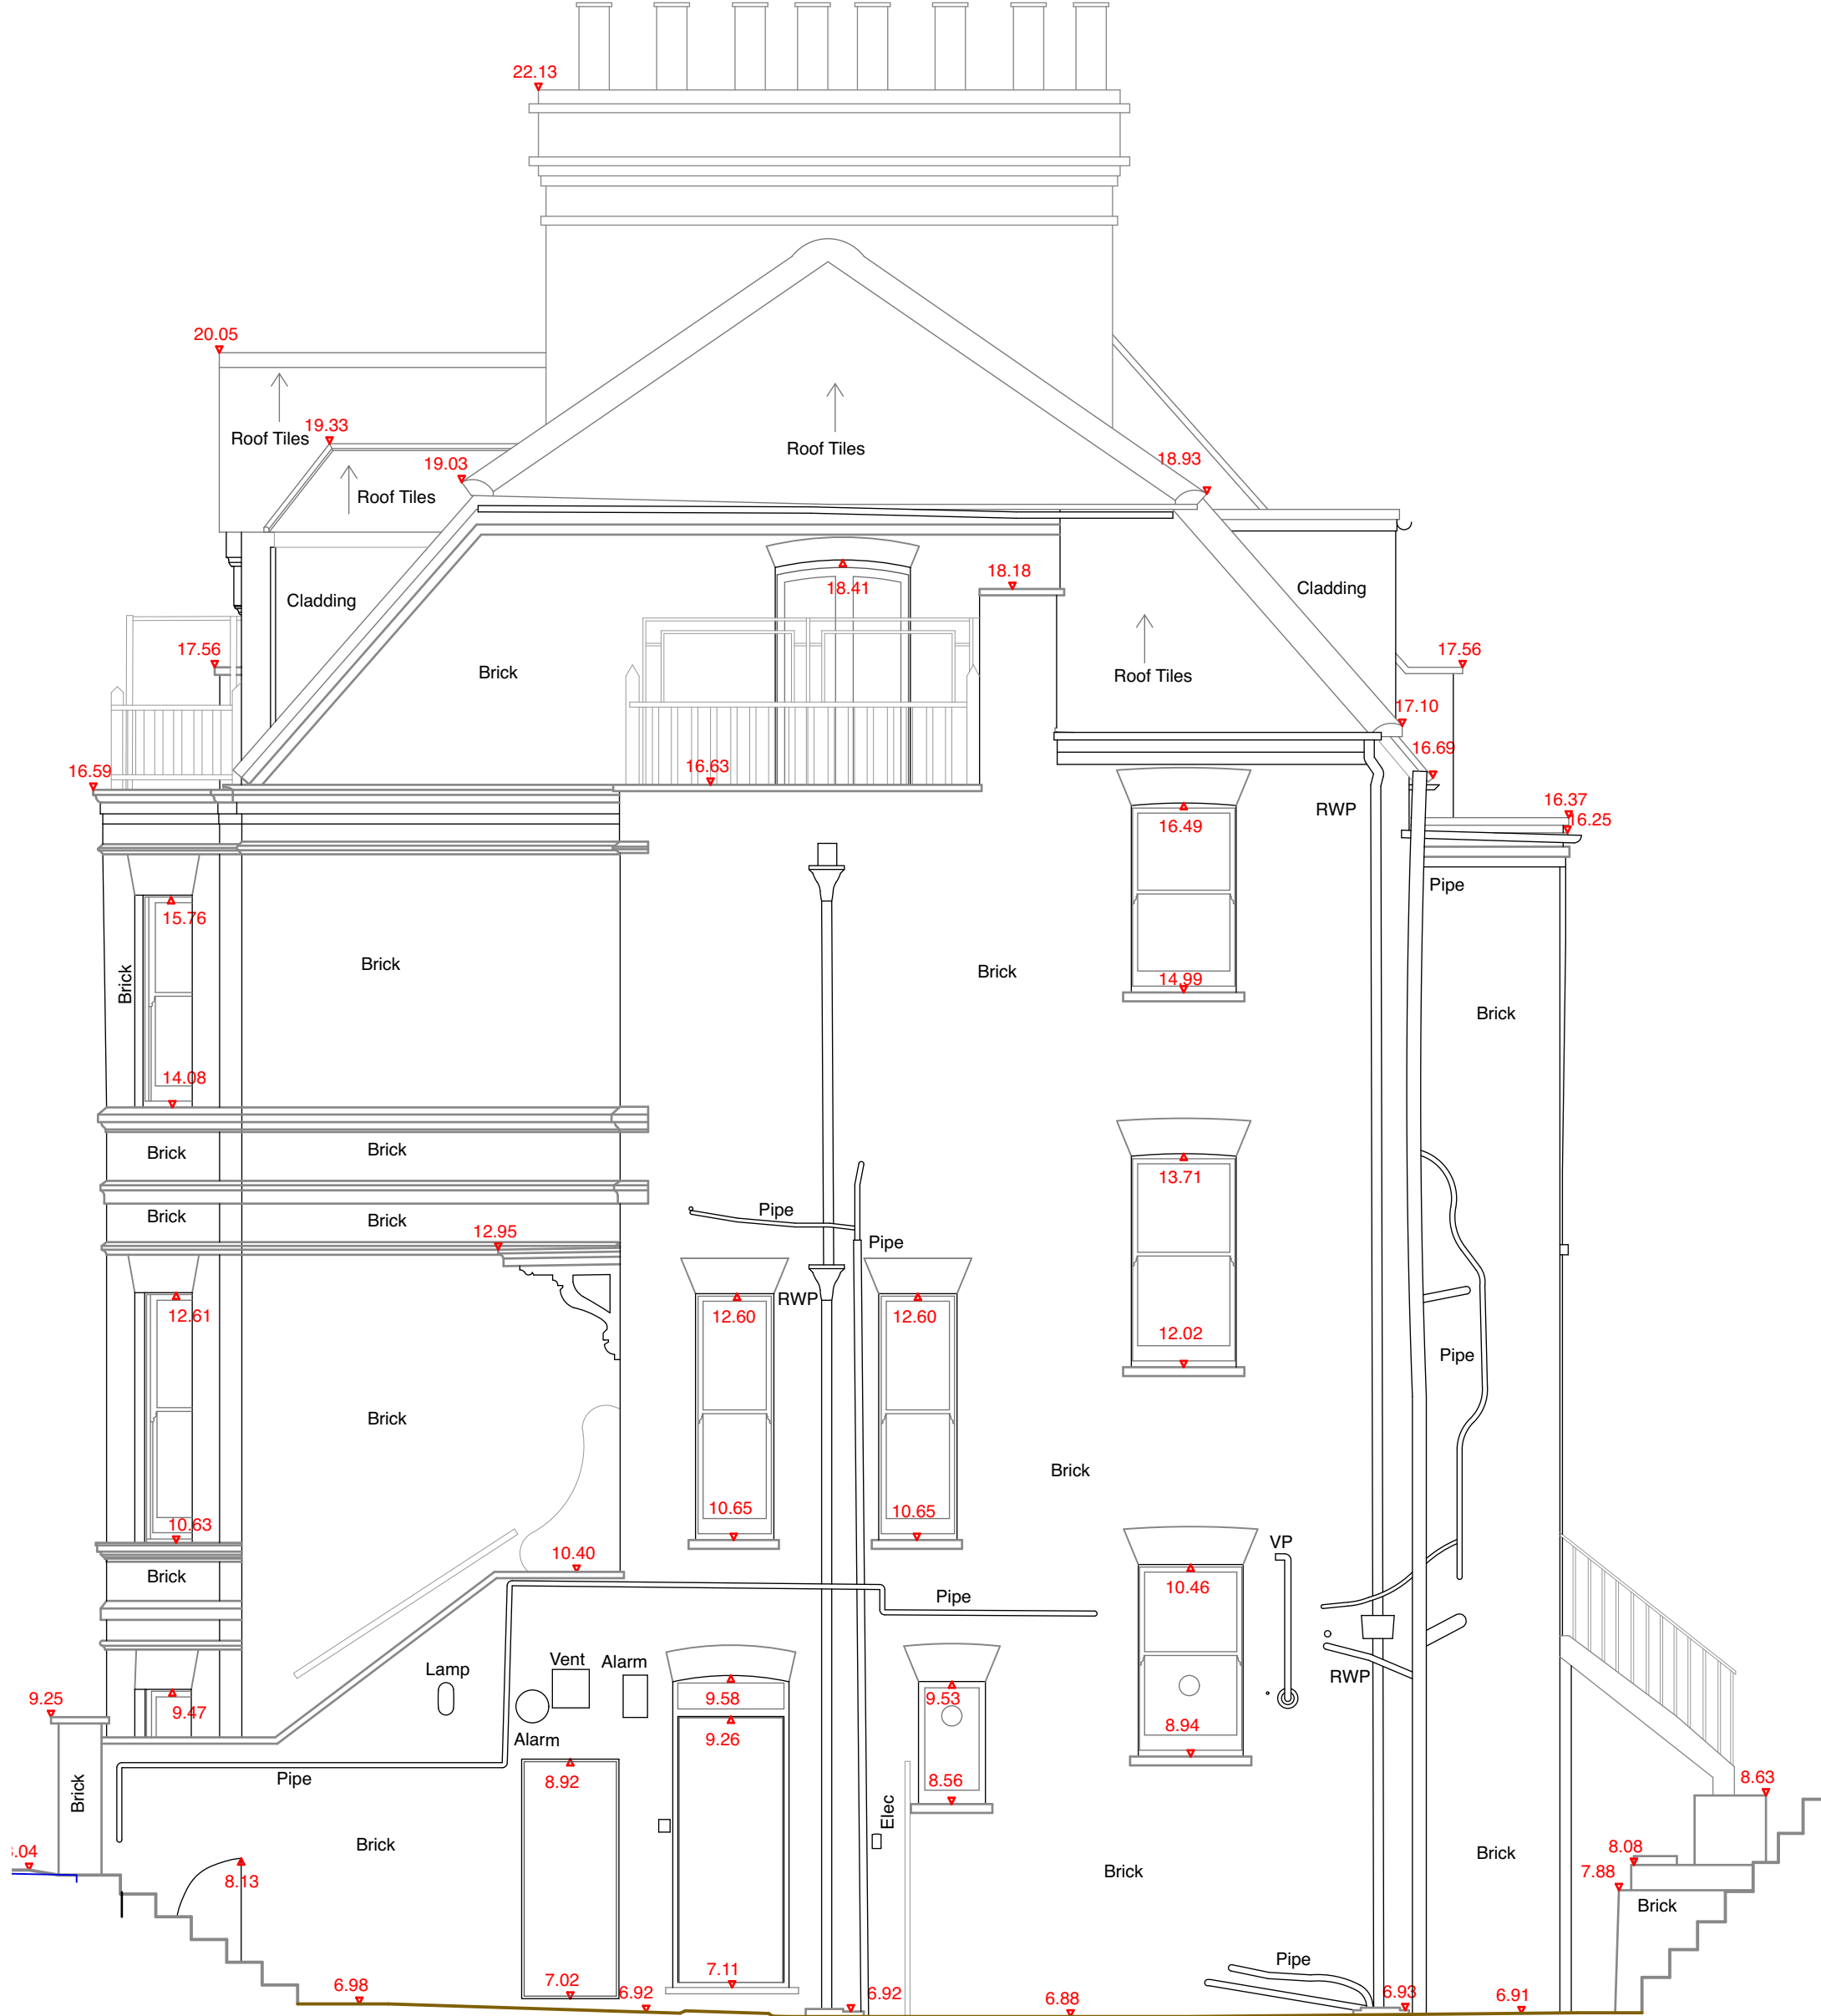 22.13
20.05
Roof Tiles
19.33
Roof Tiles
19.03
Roof Tiles
18.93
18.41
18.18
Cladding
Cladding
17.56
Brick
Roof Tiles
17.56
17.10
16.69
16.59
16.63
16.49
RWP
16.37
16.25
Pipe
15.76
Brick
Brick
Brick
14.99
Brick
14.08
Brick
Brick
13.71
Brick
Brick
Pipe
12.95
Pipe
12.61
12.60
RWP
12.60
12.02
Pipe
Brick
Brick
10.65
10.65
10.63
10.40
VP
Brick
10.46
Pipe
Lamp
Vent
Alarm
RWP
9.25
9.47
9.58
9.53
Alarm
9.26
8.94
Pipe
8.92
8.56
8.63
Brick
Elec
Brick
.04
8.13
Brick
Brick
8.08
7.88
Brick
Pipe
6.98
7.02
6.92
7.11
6.92
6.88
6.93
6.91